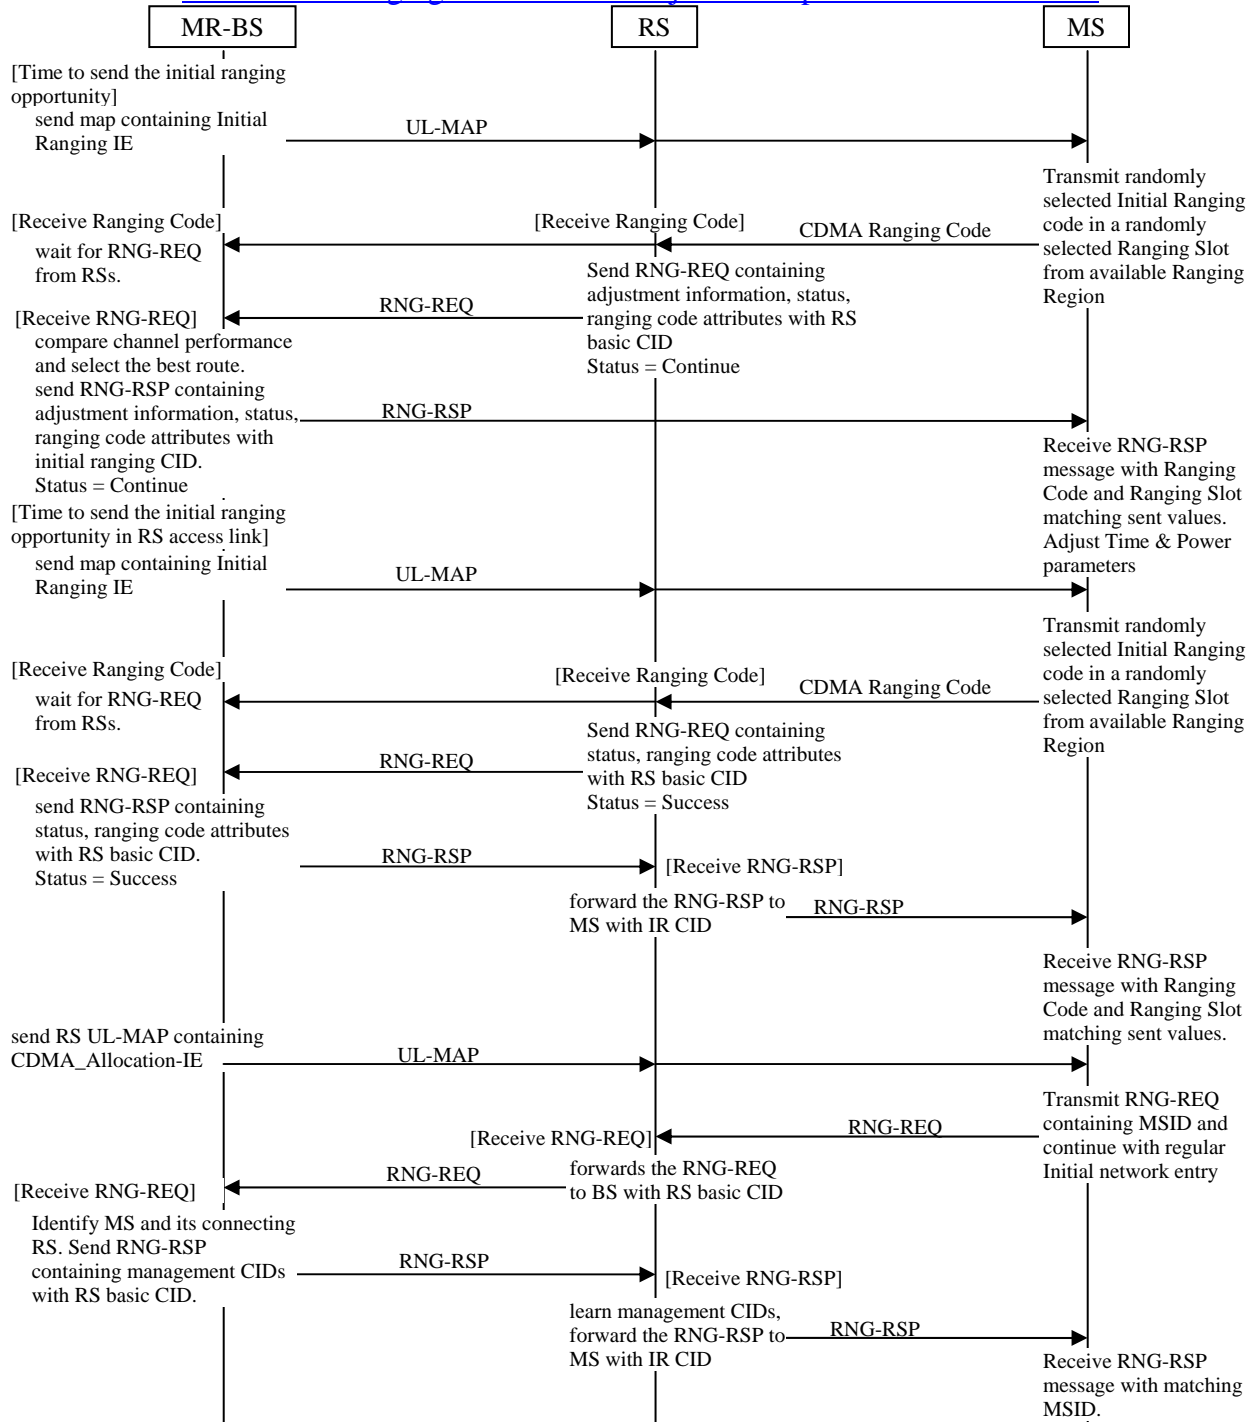 MR-BS
RS
MS
[Time to send the initial ranging
opportunity]
send map containing Initial
Ranging IE
UL-MAP
Transmit randomly
selected Initial Ranging
code in a randomly
selected Ranging Slot
from available Ranging
Region
[Receive Ranging Code]
wait for RNG-REQ
from RSs.
[Receive Ranging Code]
CDMA Ranging Code
Send RNG-REQ containing
adjustment information, status,
ranging code attributes with RS
basic CID
Status = Continue
RNG-REQ
[Receive RNG-REQ]
compare channel performance
and select the best route.
send RNG-RSP containing
adjustment information, status,
ranging code attributes with
initial ranging CID.
Status = Continue
RNG-RSP
Receive RNG-RSP
message with Ranging
Code and Ranging Slot
matching sent values.
Adjust Time & Power
parameters
[Time to send the initial ranging
opportunity in RS access link]
send map containing Initial
Ranging IE
UL-MAP
Transmit randomly
selected Initial Ranging
code in a randomly
selected Ranging Slot
from available Ranging
Region
[Receive Ranging Code]
wait for RNG-REQ
from RSs.
[Receive Ranging Code]
CDMA Ranging Code
Send RNG-REQ containing
status, ranging code attributes
with RS basic CID
Status = Success
RNG-REQ
[Receive RNG-REQ]
send RNG-RSP containing
status, ranging code attributes
with RS basic CID.
Status = Success
RNG-RSP
[Receive RNG-RSP]
forward the RNG-RSP to
MS with IR CID
RNG-RSP
Receive RNG-RSP
message with Ranging
Code and Ranging Slot
matching sent values.
send RS UL-MAP containing
CDMA_Allocation-IE
UL-MAP
Transmit RNG-REQ
containing MSID and
continue with regular
Initial network entry
RNG-REQ
[Receive RNG-REQ]
forwards the RNG-REQ
to BS with RS basic CID
RNG-REQ
[Receive RNG-REQ]
Identify MS and its connecting
RS. Send RNG-RSP
containing management CIDs
with RS basic CID.
RNG-RSP
[Receive RNG-RSP]
learn management CIDs,
forward the RNG-RSP to
MS with IR CID
RNG-RSP
Receive RNG-RSP
message with matching
MSID.